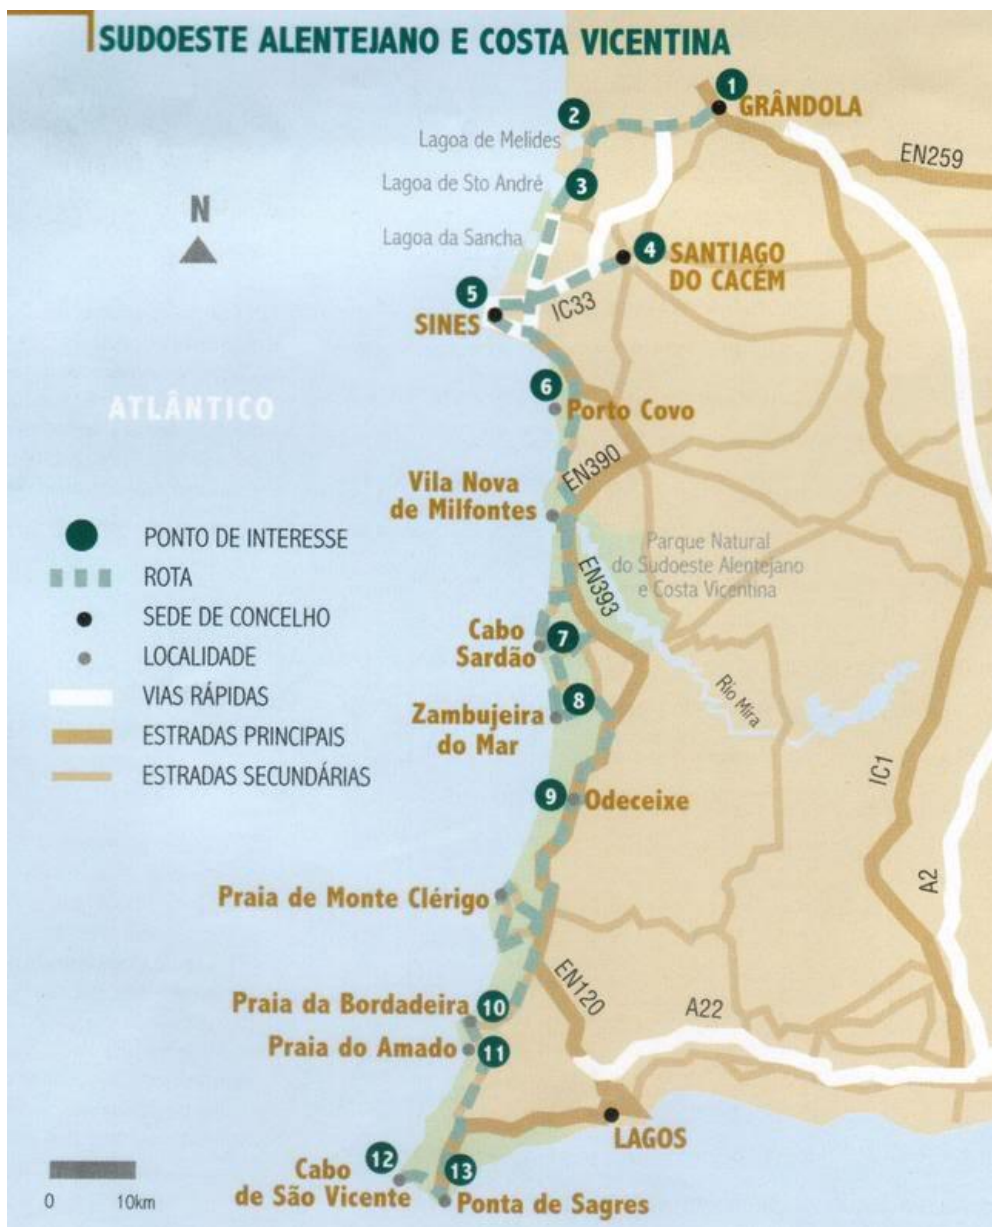 SUDOESTE ALENTEJANO E COSTA VICENTINA
1
GRÂNDOLA
2
Lagoa de Melides
EN259
3
Lagoa de Sto André
N
Lagoa da Sancha
4
SANTIAGO
DO CACÉM
5
SINES
IC33
6
ATLÂNTICO
Porto Covo
EN390
Vila Nova
de Milfontes
PONTO DE INTERESSE
ROTA
SEDE DE CONCELHO
LOCALIDADE
VIAS RÁPIDAS
ESTRADAS PRINCIPAIS
ESTRADAS SECUNDÁRIAS
Parque Natural
do Sudoeste Alentejano
e Costa Vicentina
EN393
Cabo
Sardão
7
Rio Mira
8
Zambujeira
do Mar
IC1
9
Odeceixe
A2
Praia de Monte Clérigo
EN120
Praia da Bordadeira
10
A22
Praia do Amado
11
LAGOS
12
13
Cabo
de São Vicente
Ponta de Sagres
0 10km